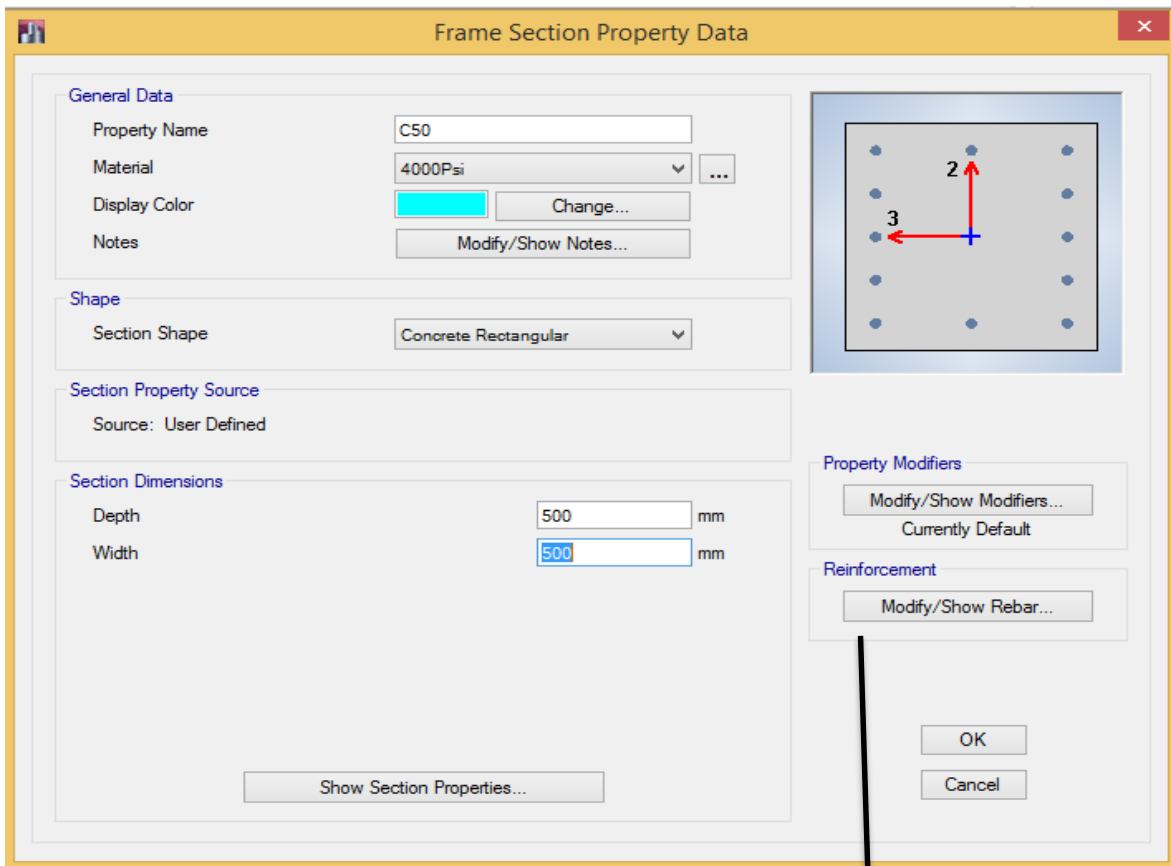 Frame Section Property Data
General Data
Property Name C50
Material 4000Psi ...
Display Color Change...
Notes Modify/Show Notes...
2
3
Shape
Section Shape Concrete Rectangular
Section Property Source
Source: User Defined
Section Dimensions
Depth 500 mm
Width 500 mm
Show Section Properties...
Property Modifiers
Modify/Show Modifiers...
Currently Default
Reinforcement
Modify/Show Rebar...
OK
Cancel